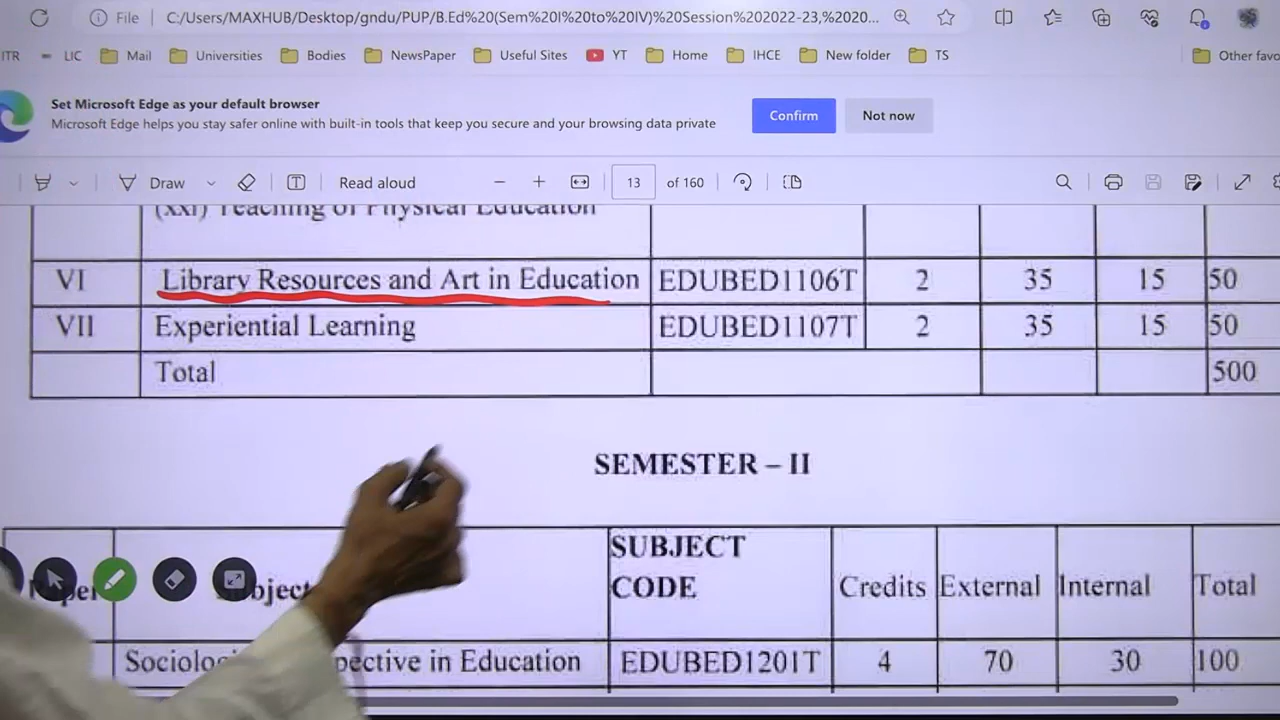 File C:/Users/MAXHUB/Desktop/gndu/PUP/B.Ed%20(Sem%20I%20to%20IV)%20Session%202022-23,%2020...
ITR LIC Mail Universities Bodies NewsPaper Useful Sites YT Home IHCE New folder TS Other favo
Set Microsoft Edge as your default browser
Microsoft Edge helps you stay safer online with built-in tools that keep you secure and your browsing data private
Confirm Not now
Draw Read aloud 13 of 160
(xxi) Teaching of Physical Education
VI Library Resources and Art in Education EDUBED1106T 2 35 15 50
VII Experiential Learning EDUBED1107T 2 35 15 50
Total 500
SEMESTER – II
SUBJECT
CODE Credits External Internal Total
pective in Education EDUBED1201T 4 70 30 100